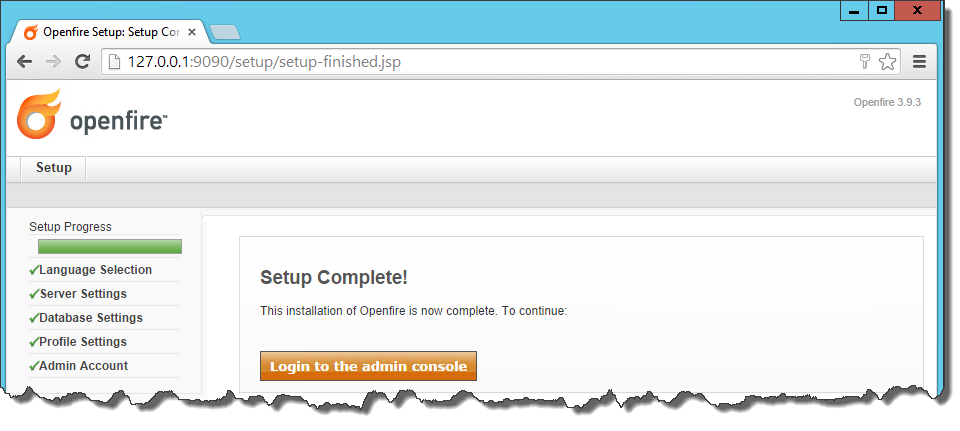 Openfire Setup: Setup Cor
127.0.0.1:9090/setup/setup-finished.jsp
openfire™
Openfire 3.9.3
Setup
Setup Progress
Language Selection
Server Settings
Database Settings
Profile Settings
Admin Account
Setup Complete!
This installation of Openfire is now complete. To continue:
Login to the admin console